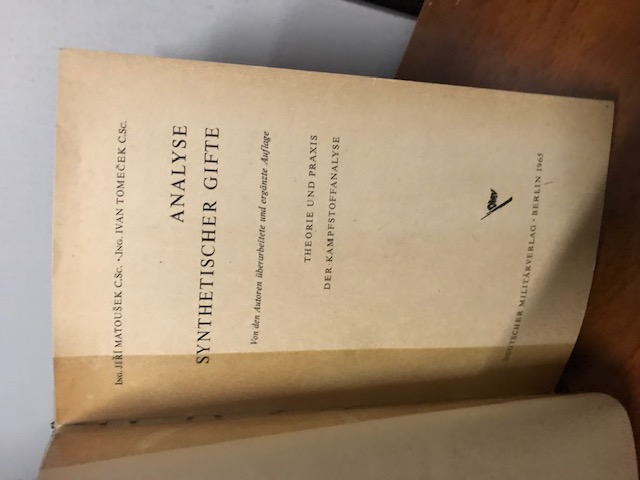 Ing. JIŘÍ MATOUŠEK C.Sc. · Ing. IVAN TOMEČEK C.Sc.
ANALYSE
SYNTHETISCHER GIFTE
Von den Autoren überarbeitete und ergänzte Auflage
THEORIE UND PRAXIS
DER KAMPFSTOFFANALYSE
DEUTSCHER MILITÄRVERLAG · BERLIN 1965